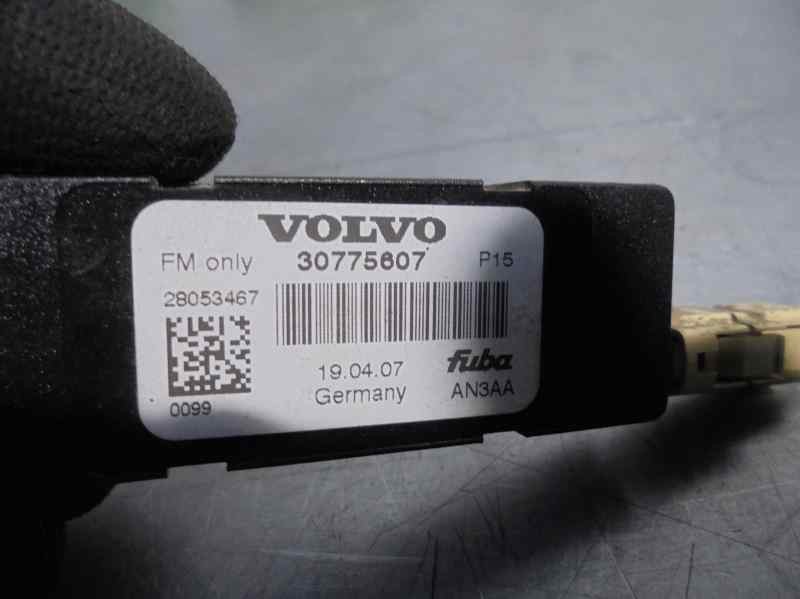 VOLVO
FM only 30775607 P15
28053467
19.04.07 fuba
Germany AN3AA
0099